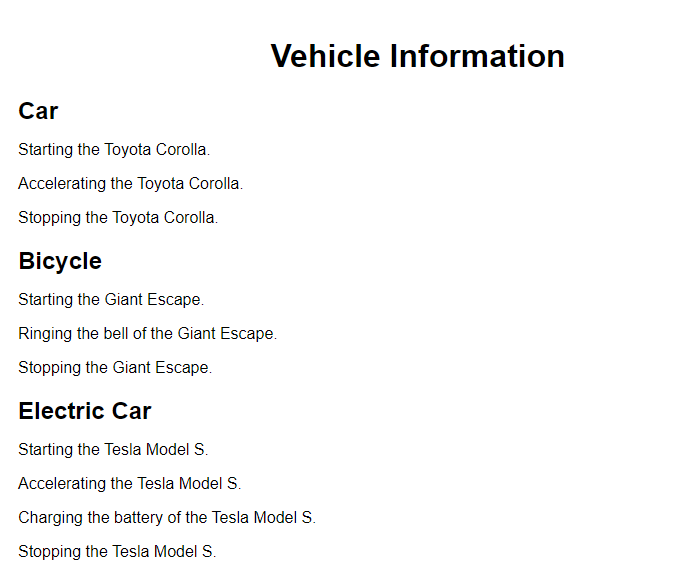 Vehicle Information
Car
Starting the Toyota Corolla.
Accelerating the Toyota Corolla.
Stopping the Toyota Corolla.
Bicycle
Starting the Giant Escape.
Ringing the bell of the Giant Escape.
Stopping the Giant Escape.
Electric Car
Starting the Tesla Model S.
Accelerating the Tesla Model S.
Charging the battery of the Tesla Model S.
Stopping the Tesla Model S.